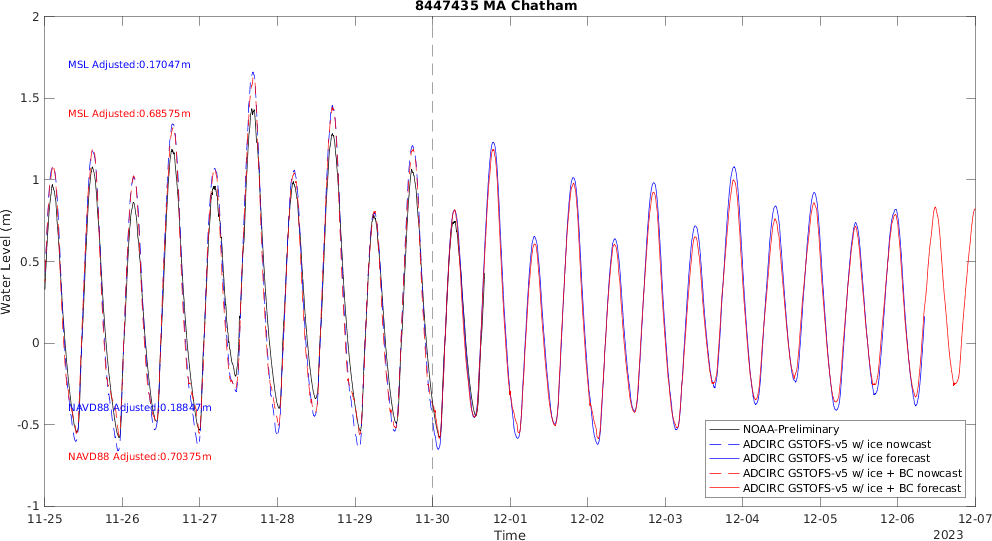 8447435 MA Chatham
2
1.5
1
0.5
0
-0.5
-1
Water Level (m)
MSL Adjusted:0.17047m
MSL Adjusted:0.68575m
NAVD88 Adjusted:0.18847m
NAVD88 Adjusted:0.70375m
NOAA-Preliminary
ADCIRC GSTOFS-v5 w/ ice nowcast
ADCIRC GSTOFS-v5 w/ ice forecast
ADCIRC GSTOFS-v5 w/ ice + BC nowcast
ADCIRC GSTOFS-v5 w/ ice + BC forecast
11-25 11-26 11-27 11-28 11-29 11-30 12-01 12-02 12-03 12-04 12-05 12-06 12-07
Time
2023